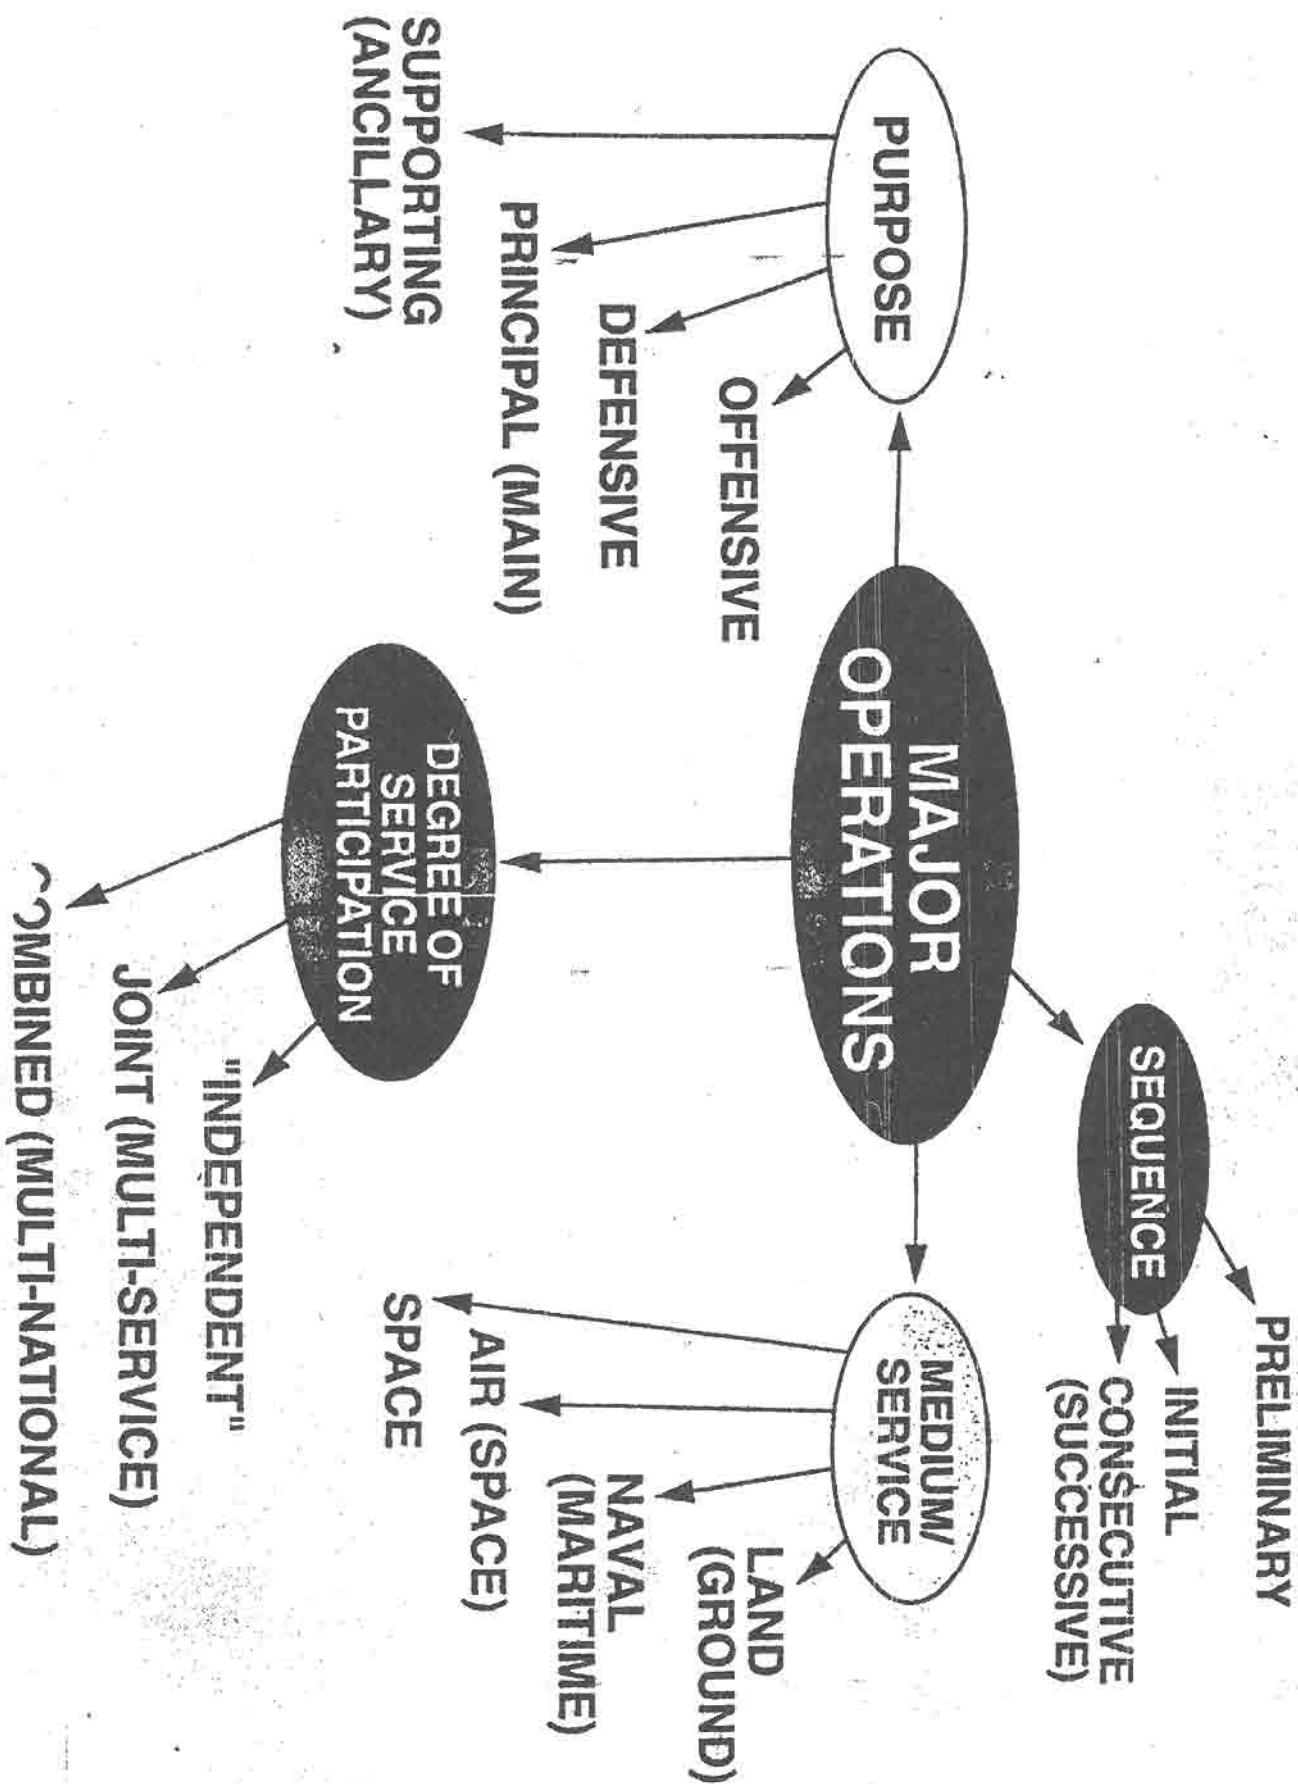 PRELIMINARY
INITIAL
CONSECUTIVE
(SUCCESSIVE)
SEQUENCE
MAJOR
OPERATIONS
PURPOSE
OFFENSIVE
DEFENSIVE
PRINCIPAL (MAIN)
SUPPORTING
(ANCILLARY)
MEDIUM/
SERVICE
LAND
(GROUND)
NAVAL
(MARITIME)
AIR (SPACE)
SPACE
DEGREE OF
SERVICE
PARTICIPATION
"INDEPENDENT"
JOINT (MULTI-SERVICE)
COMBINED (MULTI-NATIONAL)